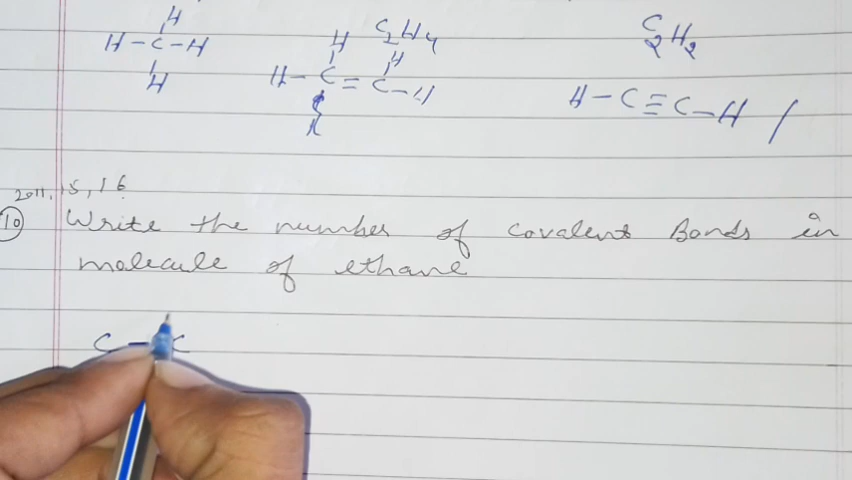 H
H - C - H
H
C2H4
H H
H - C = C - H
C2H2
H - C ≡ C - H /
2011, 15, 16
10 Write the number of covalent Bonds in
molecule of ethane
C - C